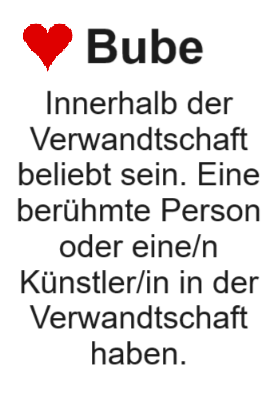 Bube
Innerhalb der
Verwandtschaft
beliebt sein. Eine
berühmte Person
oder eine/n
Künstler/in in der
Verwandtschaft
haben.